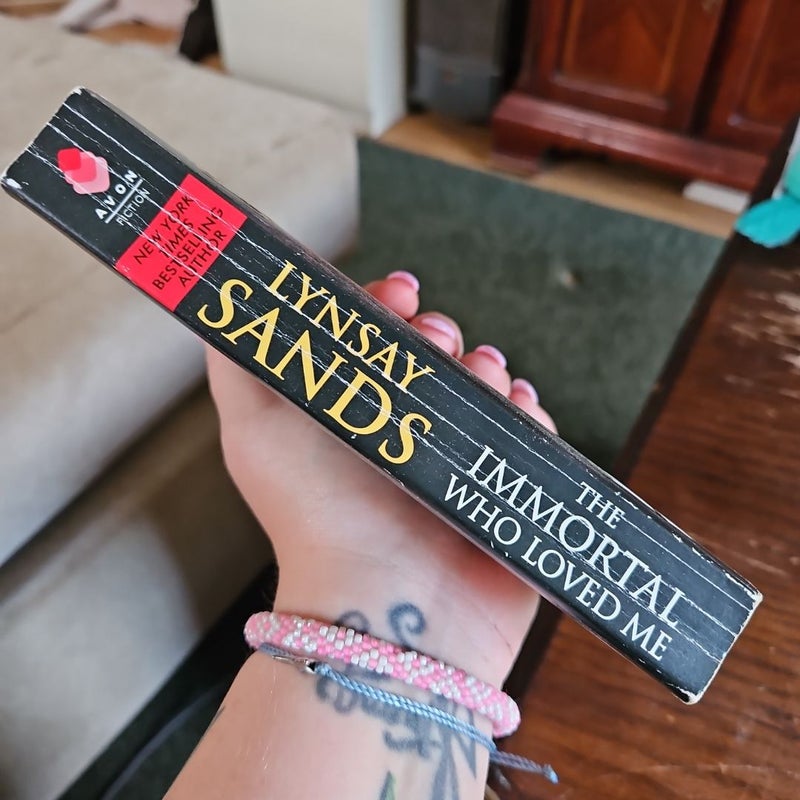 AVON
FICTION
NEW YORK
TIMES
BESTSELLING
AUTHOR
LYNSAY
SANDS
THE
IMMORTAL
WHO LOVED ME